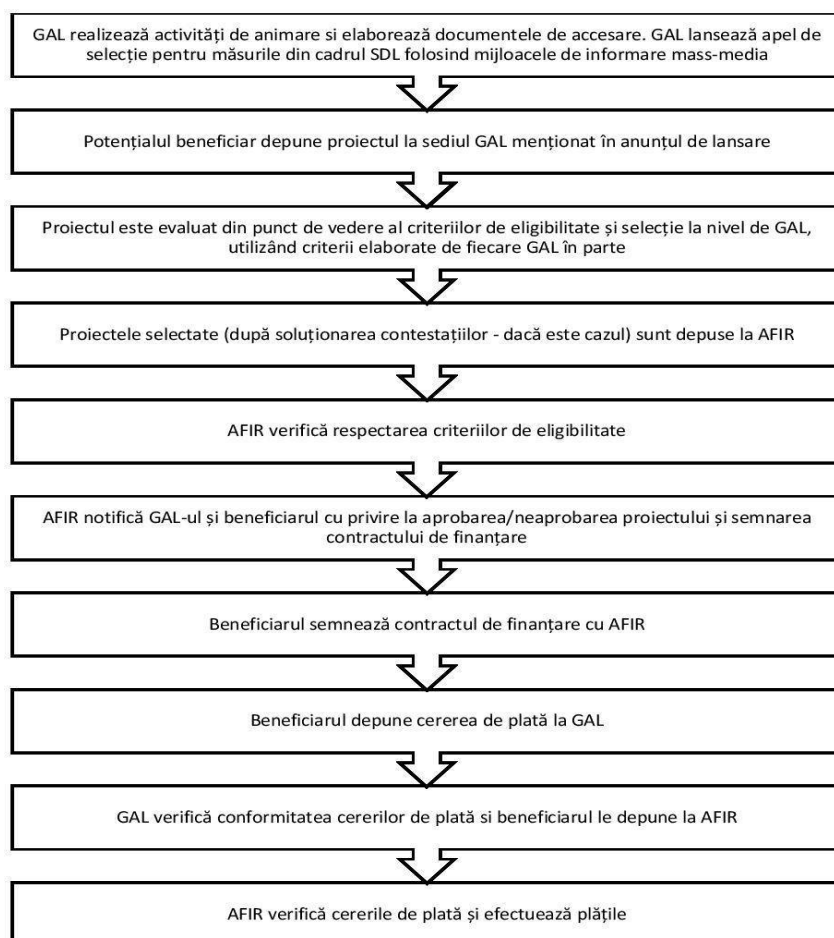 GAL realizează activități de animare si elaborează documentele de accesare. GAL lansează apel de
selecție pentru măsurile din cadrul SDL folosind mijloacele de informare mass-media
Potențialul beneficiar depune proiectul la sediul GAL menționat în anunțul de lansare
Proiectul este evaluat din punct de vedere al criteriilor de eligibilitate și selecție la nivel de GAL,
utilizând criterii elaborate de fiecare GAL în parte
Proiectele selectate (după soluționarea contestațiilor - dacă este cazul) sunt depuse la AFIR
AFIR verifică respectarea criteriilor de eligibilitate
AFIR notifică GAL-ul și beneficiarul cu privire la aprobarea/neaprobarea proiectului și semnarea
contractului de finanțare
Beneficiarul semnează contractul de finanțare cu AFIR
Beneficiarul depune cererea de plată la GAL
GAL verifică conformitatea cererilor de plată si beneficiarul le depune la AFIR
AFIR verifică cererile de plată și efectuează plățile